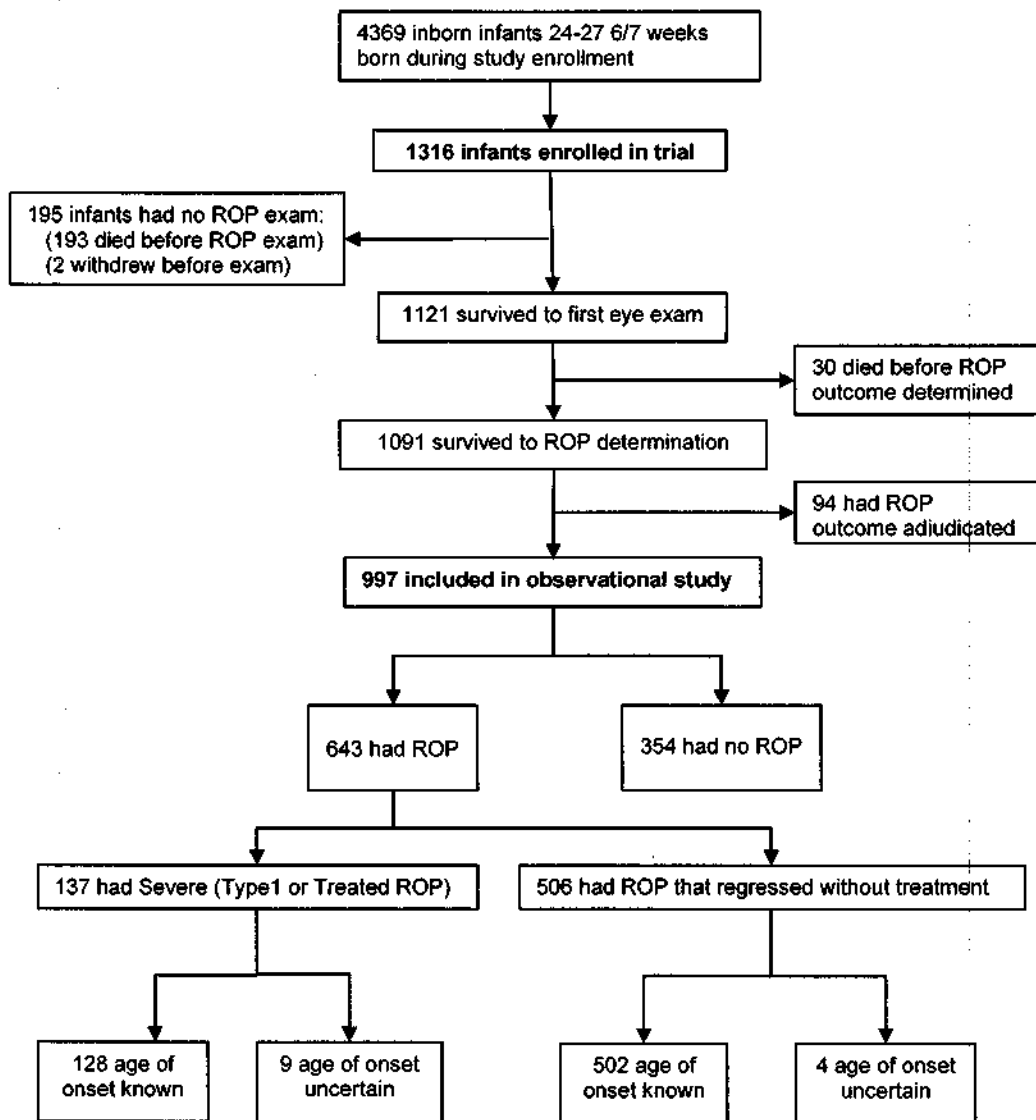 4369 inborn infants 24-27 6/7 weeks
born during study enrollment
1316 infants enrolled in trial
195 infants had no ROP exam:
(193 died before ROP exam)
(2 withdrew before exam)
1121 survived to first eye exam
30 died before ROP
outcome determined
1091 survived to ROP determination
94 had ROP
outcome adjudicated
997 included in observational study
643 had ROP
354 had no ROP
137 had Severe (Type1 or Treated ROP)
506 had ROP that regressed without treatment
128 age of
onset known
9 age of onset
uncertain
502 age of
onset known
4 age of onset
uncertain